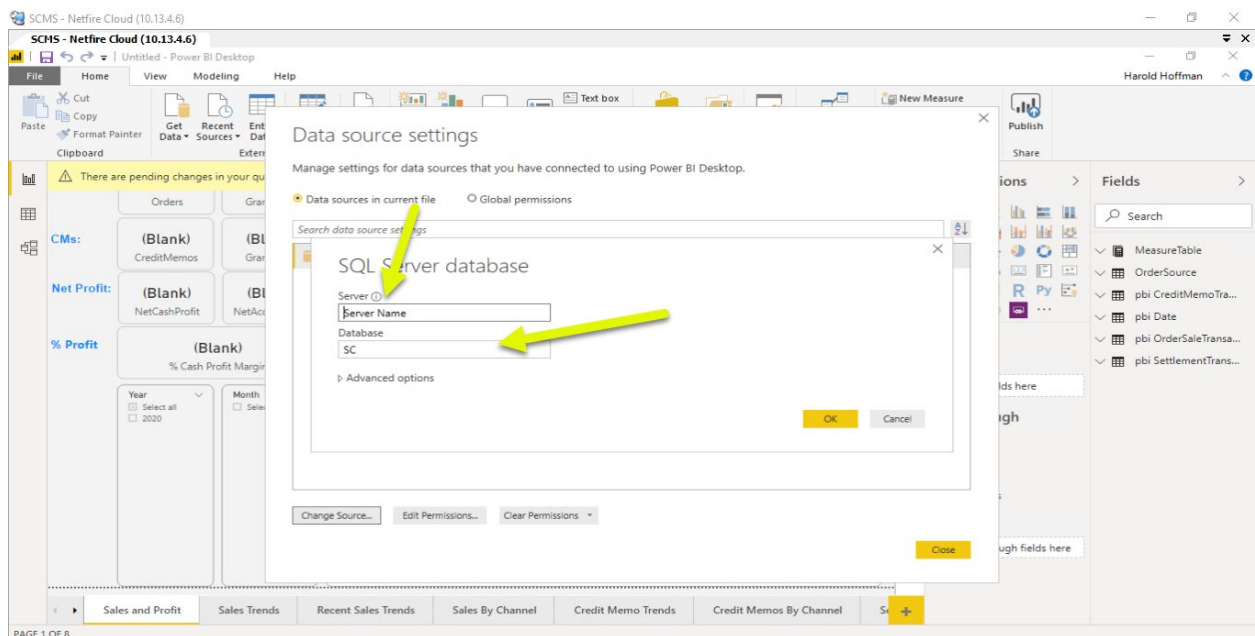 SCMS - Netfire Cloud (10.13.4.6)
SCMS - Netfire Cloud (10.13.4.6)
Untitled - Power BI Desktop
File Home View Modeling Help
Harold Hoffman
Paste
Cut
Copy
Format Painter
Clipboard
Get Data
Recent Sources
Text box
New Measure
Publish
Share
There are pending changes in your
Data source settings
Manage settings for data sources that you have connected to using Power BI Desktop.
Data sources in current file
Global permissions
Search data source settings
SQL Server database
Server
Server Name
Database
SC
Advanced options
OK
Cancel
Change Source...
Edit Permissions...
Clear Permissions
Close
Orders
CMs:
(Blank)
CreditMemos
Net Profit:
(Blank)
NetCashProfit
% Profit
(Blank)
% Cash Profit
Year
Select all
2020
Month
Fields
Search
MeasureTable
OrderSource
pbi CreditMemoTra...
pbi Date
pbi OrderSaleTransa...
pbi SettlementTrans...
R Py
fields here
Sales and Profit
Sales Trends
Recent Sales Trends
Sales By Channel
Credit Memo Trends
Credit Memos By Channel
PAGE 1 OF 8